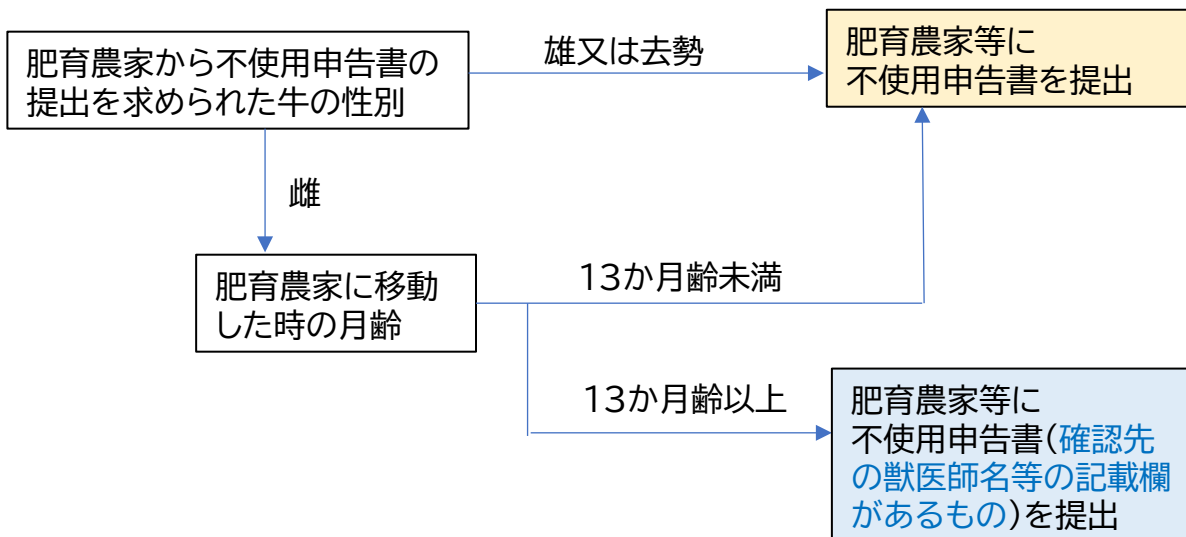 肥育農家から不使用申告書の
提出を求められた牛の性別
雄又は去勢
肥育農家等に
不使用申告書を提出
雌
肥育農家に移動
した時の月齢
13か月齢未満
13か月齢以上
肥育農家等に
不使用申告書(確認先
の獣医師名等の記載欄
があるもの)を提出